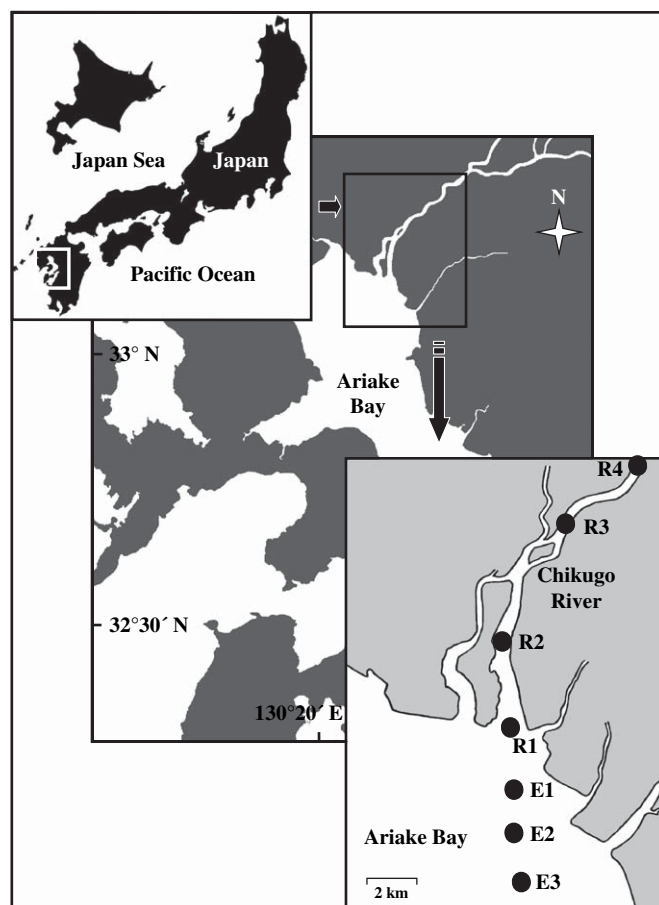 Japan Sea
Japan
Pacific Ocean
N
33° N
Ariake
Bay
32°30´ N
130°20´ E
R4
R3
Chikugo
River
R2
R1
E1
E2
Ariake Bay
E3
2 km